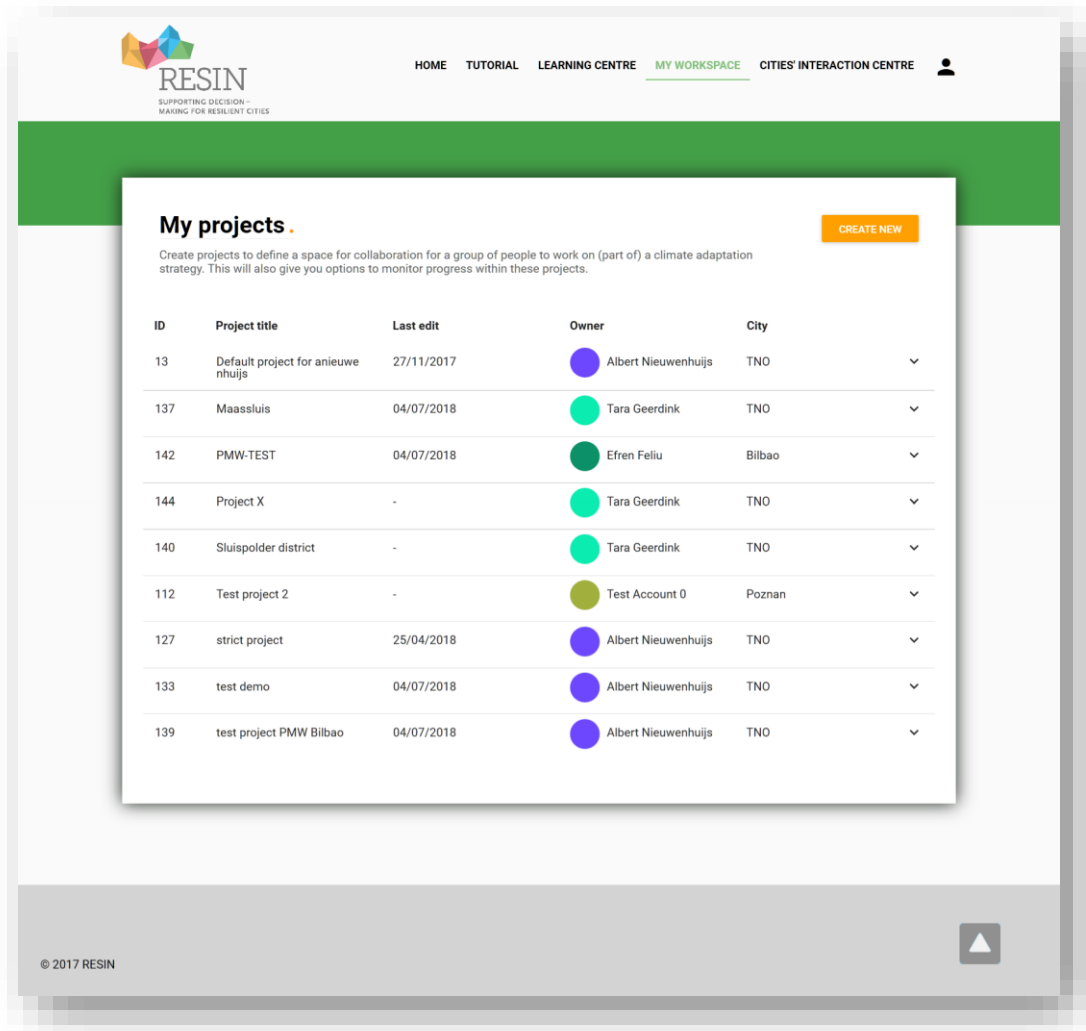 RESIN
SUPPORTING DECISION –
MAKING FOR RESILIENT CITIES
HOME TUTORIAL LEARNING CENTRE MY WORKSPACE CITIES' INTERACTION CENTRE
My projects.
CREATE NEW
Create projects to define a space for collaboration for a group of people to work on (part of) a climate adaptation
strategy. This will also give you options to monitor progress within these projects.
ID Project title Last edit Owner City
13 Default project for anieuwe 27/11/2017 Albert Nieuwenhuijs TNO
nhuijs
137 Maassluis 04/07/2018 Tara Geerdink TNO
142 PMW-TEST 04/07/2018 Efren Feliu Bilbao
144 Project X - Tara Geerdink TNO
140 Sluispolder district - Tara Geerdink TNO
112 Test project 2 - Test Account 0 Poznan
127 strict project 25/04/2018 Albert Nieuwenhuijs TNO
133 test demo 04/07/2018 Albert Nieuwenhuijs TNO
139 test project PMW Bilbao 04/07/2018 Albert Nieuwenhuijs TNO
© 2017 RESIN